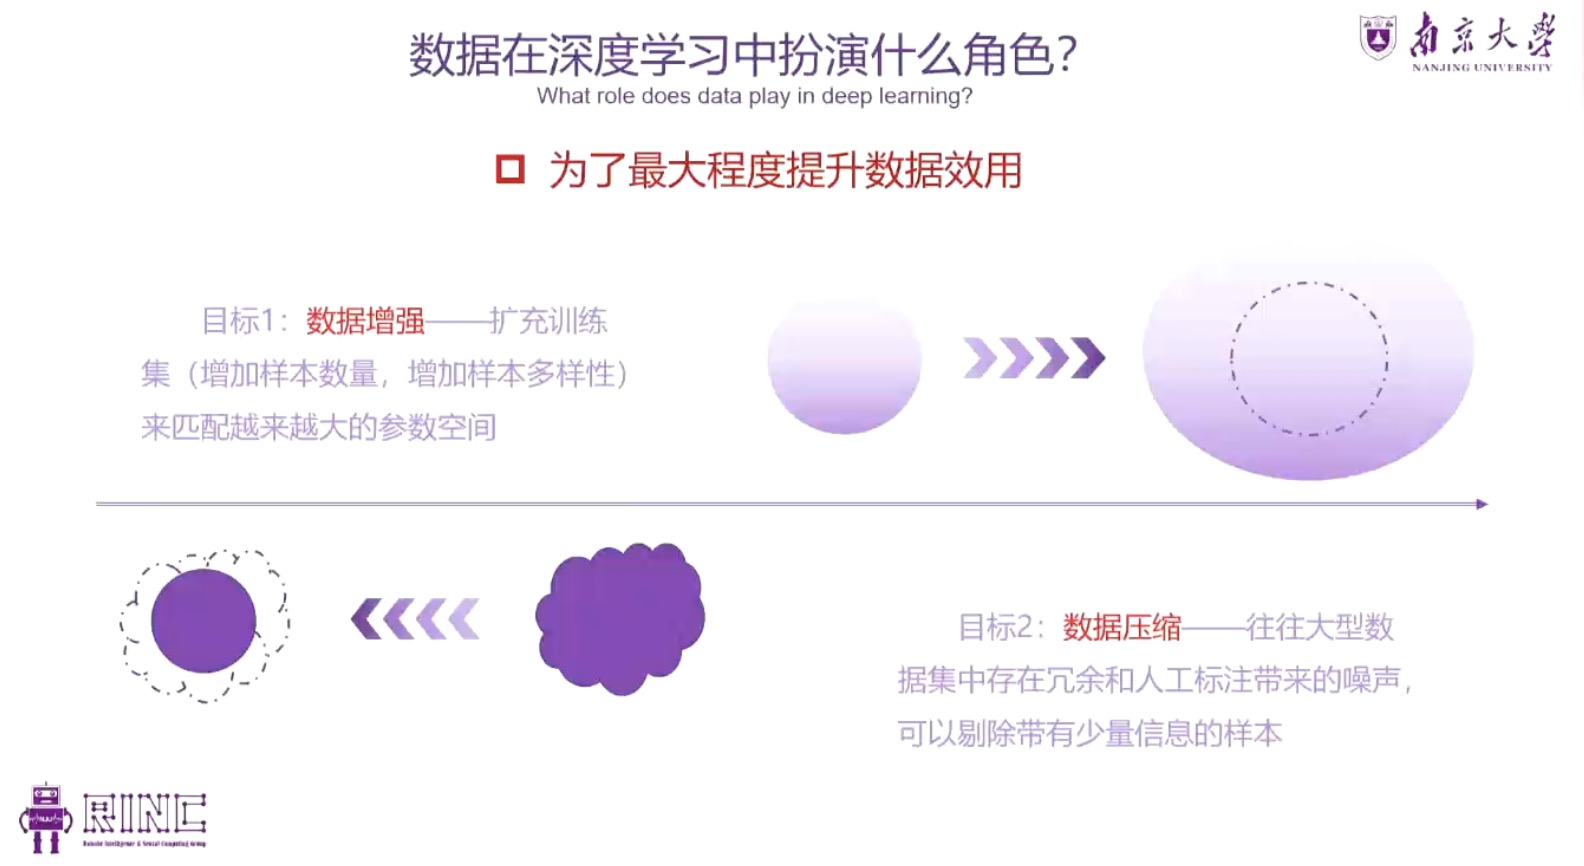 数据在深度学习中扮演什么角色？
What role does data play in deep learning?
南京大学
NANJING UNIVERSITY
为了最大程度提升数据效用
目标1：数据增强——扩充训练
集（增加样本数量，增加样本多样性）
来匹配越来越大的参数空间
目标2：数据压缩——往往大型数
据集中存在冗余和人工标注带来的噪声，
可以剔除带有少量信息的样本
RINC